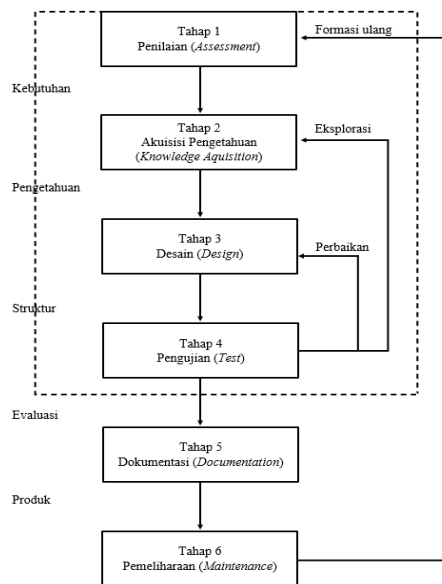 Tahap 1
Penilaian (Assessment)
Formasi ulang
Kebutuhan
Tahap 2
Akuisisi Pengetahuan
(Knowledge Aquisition)
Eksplorasi
Pengetahuan
Tahap 3
Desain (Design)
Perbaikan
Struktur
Tahap 4
Pengujian (Test)
Evaluasi
Tahap 5
Dokumentasi (Documentation)
Produk
Tahap 6
Pemeliharaan (Maintenance)